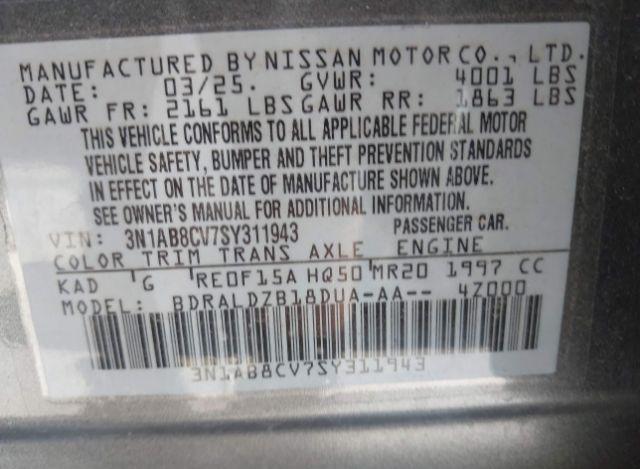 MANUFACTURED BY NISSAN MOTOR CO., LTD.
DATE: 03/25. GVWR: 4001 LBS
GAWR FR: 2161 LBS GAWR RR: 1863 LBS
THIS VEHICLE CONFORMS TO ALL APPLICABLE FEDERAL MOTOR
VEHICLE SAFETY, BUMPER AND THEFT PREVENTION STANDARDS
IN EFFECT ON THE DATE OF MANUFACTURE SHOWN ABOVE.
SEE OWNER'S MANUAL FOR ADDITIONAL INFORMATION.
VIN: 3N1AB8CV7SY311943 PASSENGER CAR.
COLOR TRIM TRANS AXLE ENGINE
KAD G RE0F15A HQ50 MR20 1997 CC
MODEL: BDRALDZB18DUA-AA-- 4Z000
3N1AB8CV7SY311943